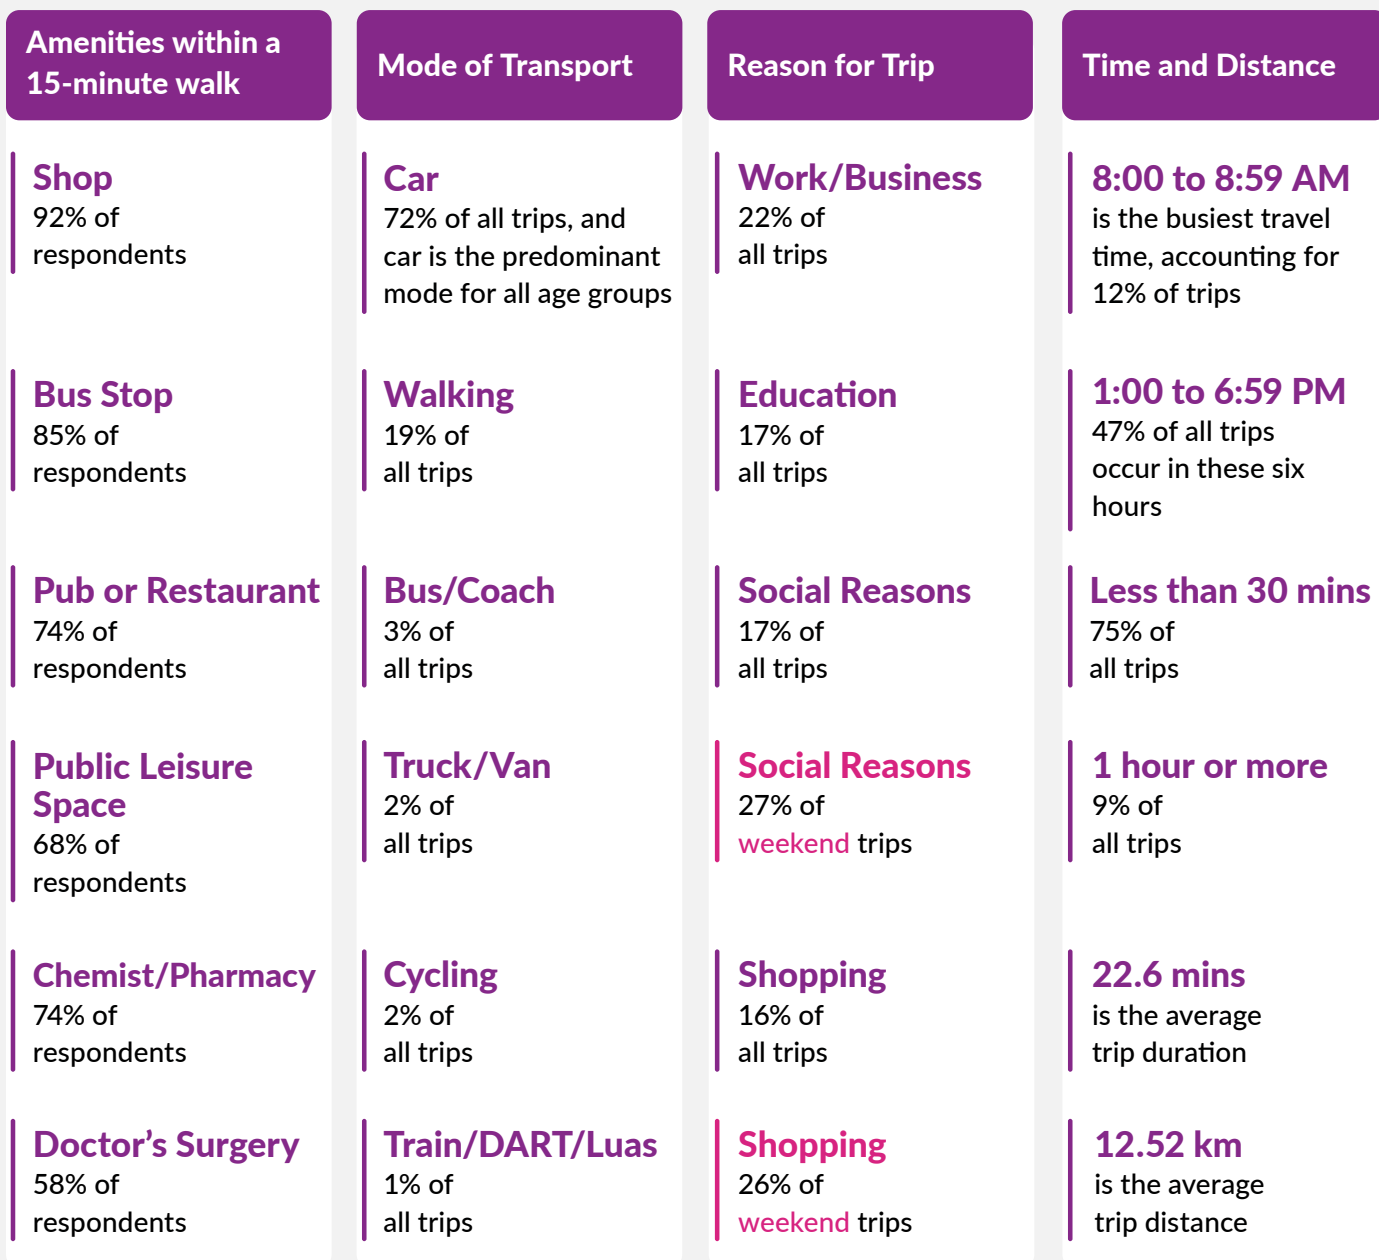 Amenities within a
15-minute walk
Shop
92% of
respondents
Bus Stop
85% of
respondents
Pub or Restaurant
74% of
respondents
Public Leisure
Space
68% of
respondents
Chemist/Pharmacy
74% of
respondents
Doctor’s Surgery
58% of
respondents
Mode of Transport
Car
72% of all trips, and
car is the predominant
mode for all age groups
Walking
19% of
all trips
Bus/Coach
3% of
all trips
Truck/Van
2% of
all trips
Cycling
2% of
all trips
Train/DART/Luas
1% of
all trips
Reason for Trip
Work/Business
22% of
all trips
Education
17% of
all trips
Social Reasons
17% of
all trips
Social Reasons
27% of
weekend trips
Shopping
16% of
all trips
Shopping
26% of
weekend trips
Time and Distance
8:00 to 8:59 AM
is the busiest travel
time, accounting for
12% of trips
1:00 to 6:59 PM
47% of all trips
occur in these six
hours
Less than 30 mins
75% of
all trips
1 hour or more
9% of
all trips
22.6 mins
is the average
trip duration
12.52 km
is the average
trip distance